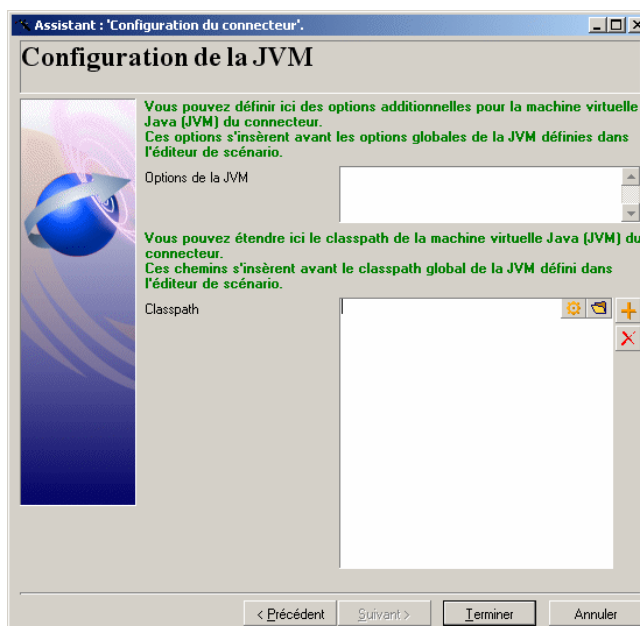 Assistant : 'Configuration du connecteur'.
Configuration de la JVM
Vous pouvez définir ici des options additionnelles pour la machine virtuelle
Java (JVM) du connecteur.
Ces options s'insèrent avant les options globales de la JVM définies dans
l'éditeur de scénario.
Options de la JVM
Vous pouvez étendre ici le classpath de la machine virtuelle Java (JVM) du
connecteur.
Ces chemins s'insèrent avant le classpath global de la JVM défini dans
l'éditeur de scénario.
Classpath
< Précédent Suivant > Terminer Annuler